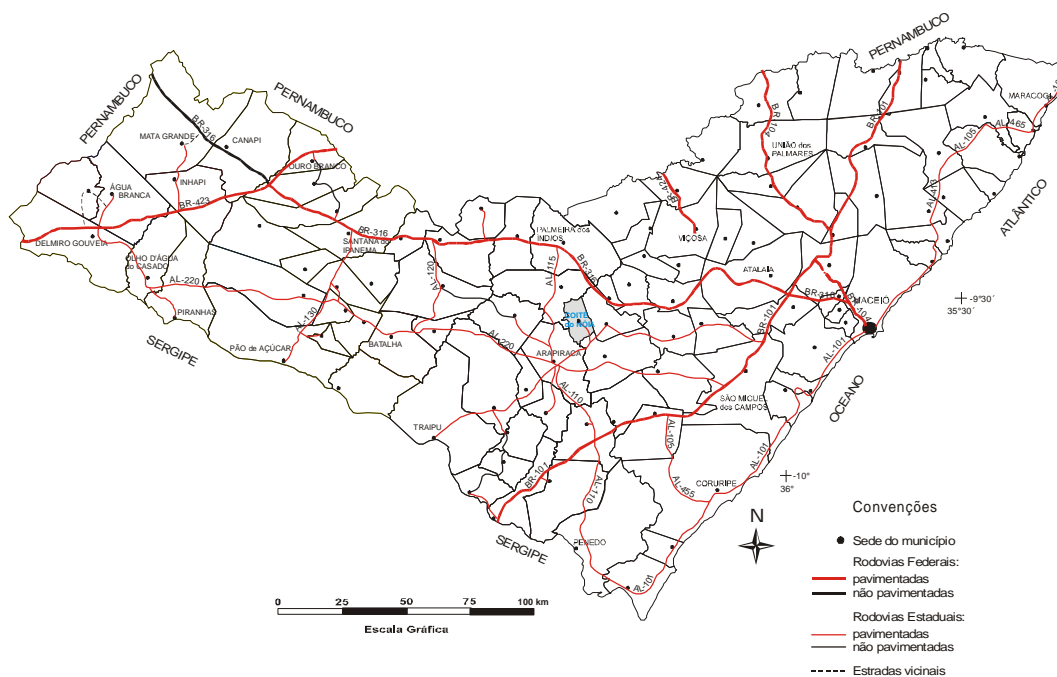 PERNAMBUCO
PERNAMBUCO
PERNAMBUCO
MARACOGI
AL-465
AL-105
BR-104
BR-101
UNIÃO dos
PALMARES
AL-413
ATLÂNTICO
BR-316
MATA GRANDE
CANAPI
OURO BRANCO
INHAPI
ÁGUA
BRANCA
BR-423
DELMIRO GOUVEIA
BR-316
SANTANA do
IPANEMA
PALMEIRA dos
ÍNDIOS
VIÇOSA
OLHO D'ÁGUA
do CASADO
AL-220
AL-120
AL-115
BR-316
ATALAIA
BR-316
BR-104
MACEIÓ
-9°30´
35°30´
PIRANHAS
AL-130
COITÉ
do NÓIA
BR-101
AL-101
SERGIPE
PÃO de AÇÚCAR
BATALHA
AL-220
ARAPIRACA
AL-110
SÃO MIGUEL
dos CAMPOS
OCEANO
TRAIPU
AL-105
AL-101
-10°
36°
BR-101
AL-110
AL-455
CORURIPE
SERGIPE
PENEDO
AL-101
N
0 25 50 75 100 km
Escala Gráfica
Convenções
Sede do município
Rodovias Federais:
pavimentadas
não pavimentadas
Rodovias Estaduais:
pavimentadas
não pavimentadas
Estradas vicinais